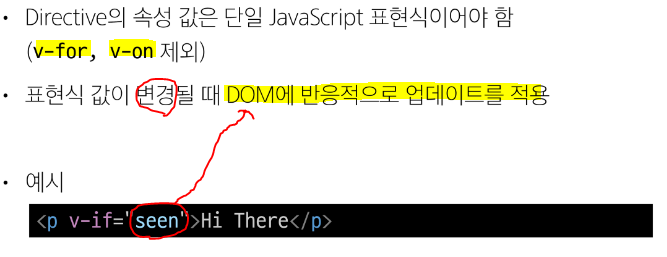 • Directive의 속성 값은 단일 JavaScript 표현식이어야 함
(v-for, v-on 제외)
• 표현식 값이 변경될 때 DOM에 반응적으로 업데이트를 적용
• 예시
<p v-if="seen">Hi There</p>